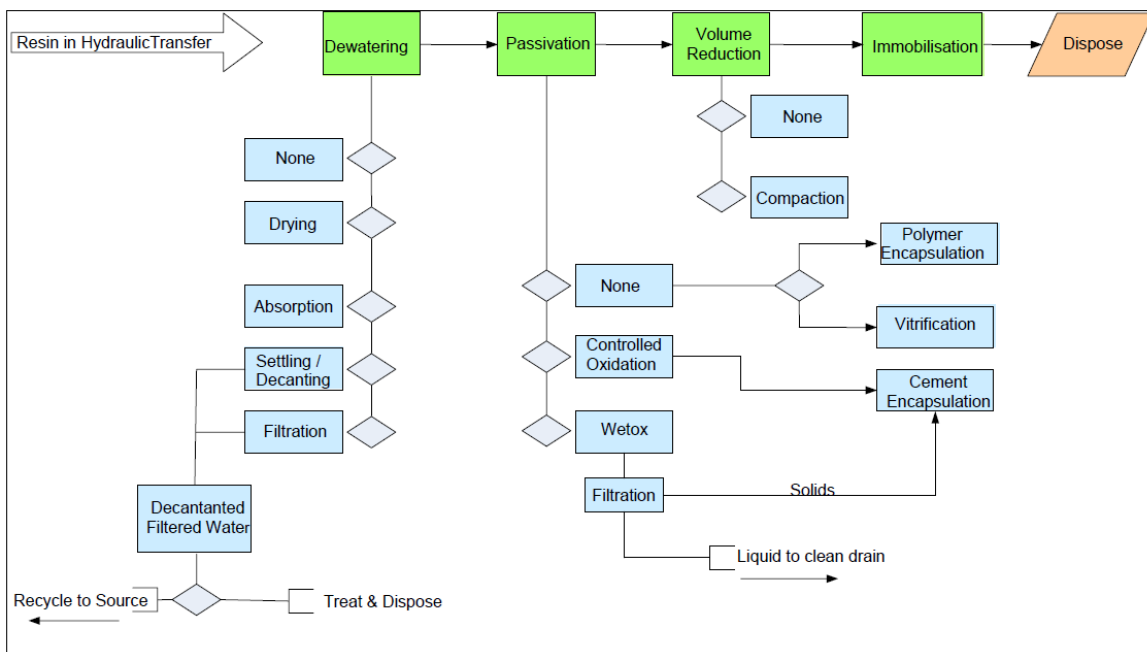 Resin in HydraulicTransfer
Dewatering
Passivation
Volume
Reduction
Immobilisation
Dispose
None
Drying
Absorption
Settling /
Decanting
Filtration
Decantanted
Filtered Water
Recycle to Source
Treat & Dispose
None
Controlled
Oxidation
Wetox
Filtration
Solids
Liquid to clean drain
None
Compaction
Polymer
Encapsulation
Vitrification
Cement
Encapsulation